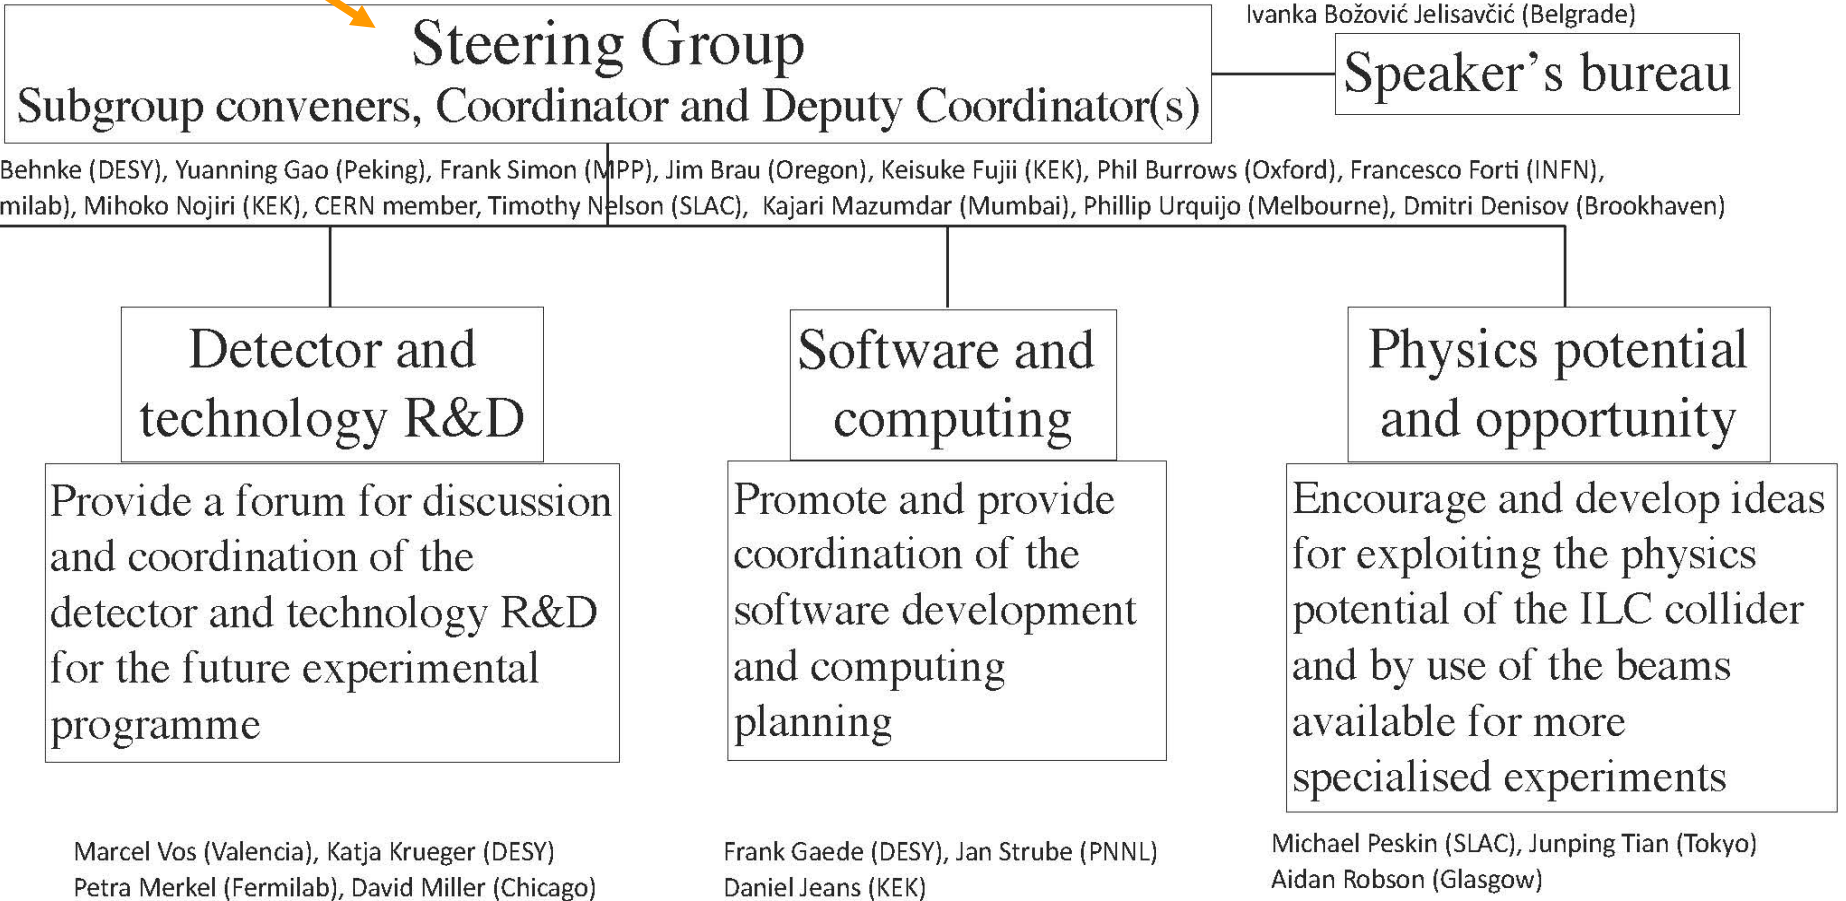 Ivanka Božović Jelisavčić (Belgrade)
Steering Group
Subgroup conveners, Coordinator and Deputy Coordinator(s)
Speaker’s bureau
Behnke (DESY), Yuanning Gao (Peking), Frank Simon (MPP), Jim Brau (Oregon), Keisuke Fujii (KEK), Phil Burrows (Oxford), Francesco Forti (INFN),
milab), Mihoko Nojiri (KEK), CERN member, Timothy Nelson (SLAC), Kajari Mazumdar (Mumbai), Phillip Urquijo (Melbourne), Dmitri Denisov (Brookhaven)
Detector and
technology R&D
Provide a forum for discussion
and coordination of the
detector and technology R&D
for the future experimental
programme
Marcel Vos (Valencia), Katja Krueger (DESY)
Petra Merkel (Fermilab), David Miller (Chicago)
Software and
computing
Promote and provide
coordination of the
software development
and computing
planning
Frank Gaede (DESY), Jan Strube (PNNL)
Daniel Jeans (KEK)
Physics potential
and opportunity
Encourage and develop ideas
for exploiting the physics
potential of the ILC collider
and by use of the beams
available for more
specialised experiments
Michael Peskin (SLAC), Junping Tian (Tokyo)
Aidan Robson (Glasgow)